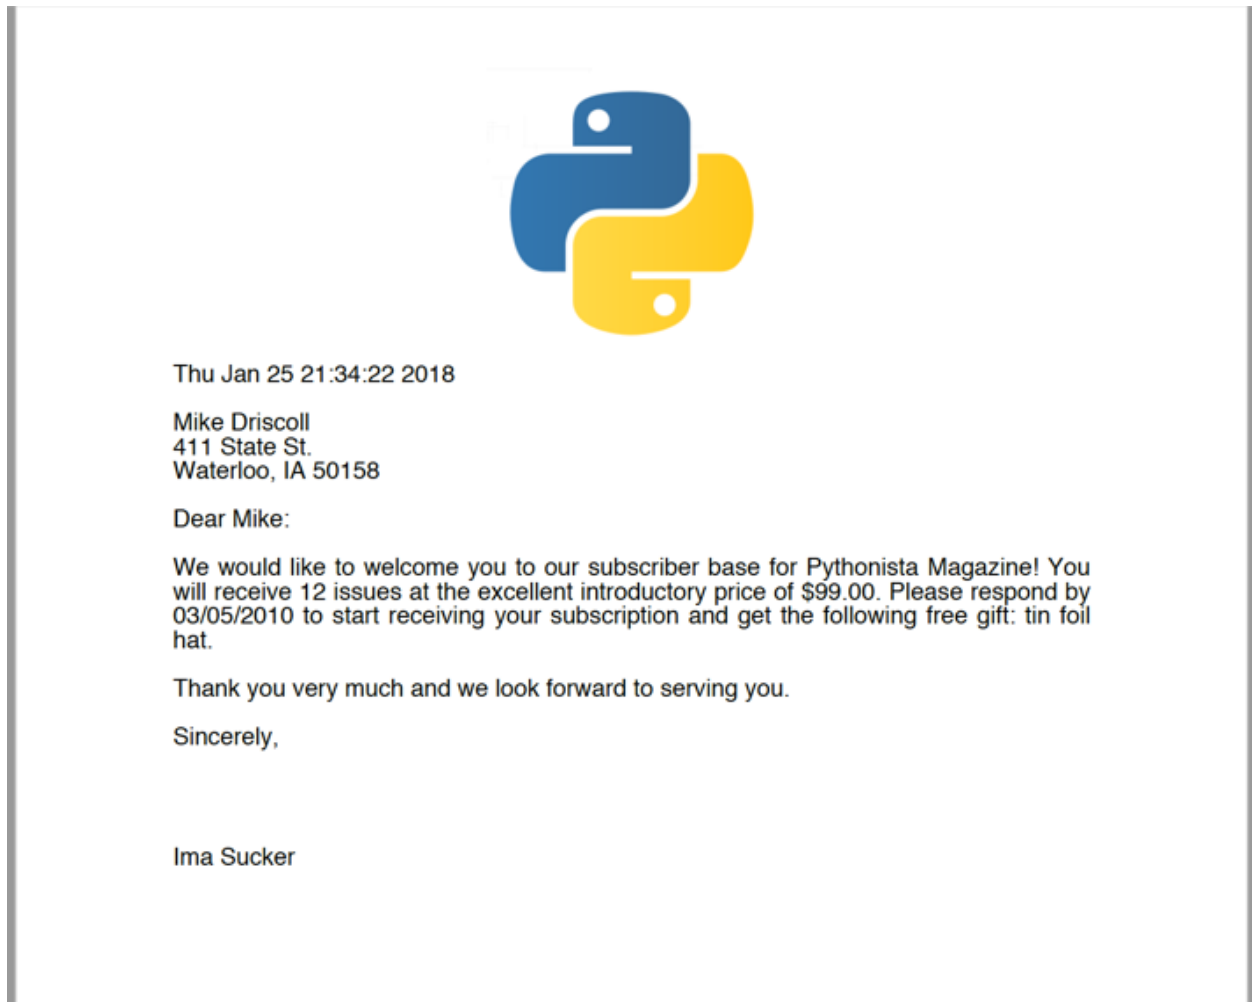 Thu Jan 25 21:34:22 2018
Mike Driscoll
411 State St.
Waterloo, IA 50158
Dear Mike:
We would like to welcome you to our subscriber base for Pythonista Magazine! You
will receive 12 issues at the excellent introductory price of $99.00. Please respond by
03/05/2010 to start receiving your subscription and get the following free gift: tin foil
hat.
Thank you very much and we look forward to serving you.
Sincerely,
Ima Sucker